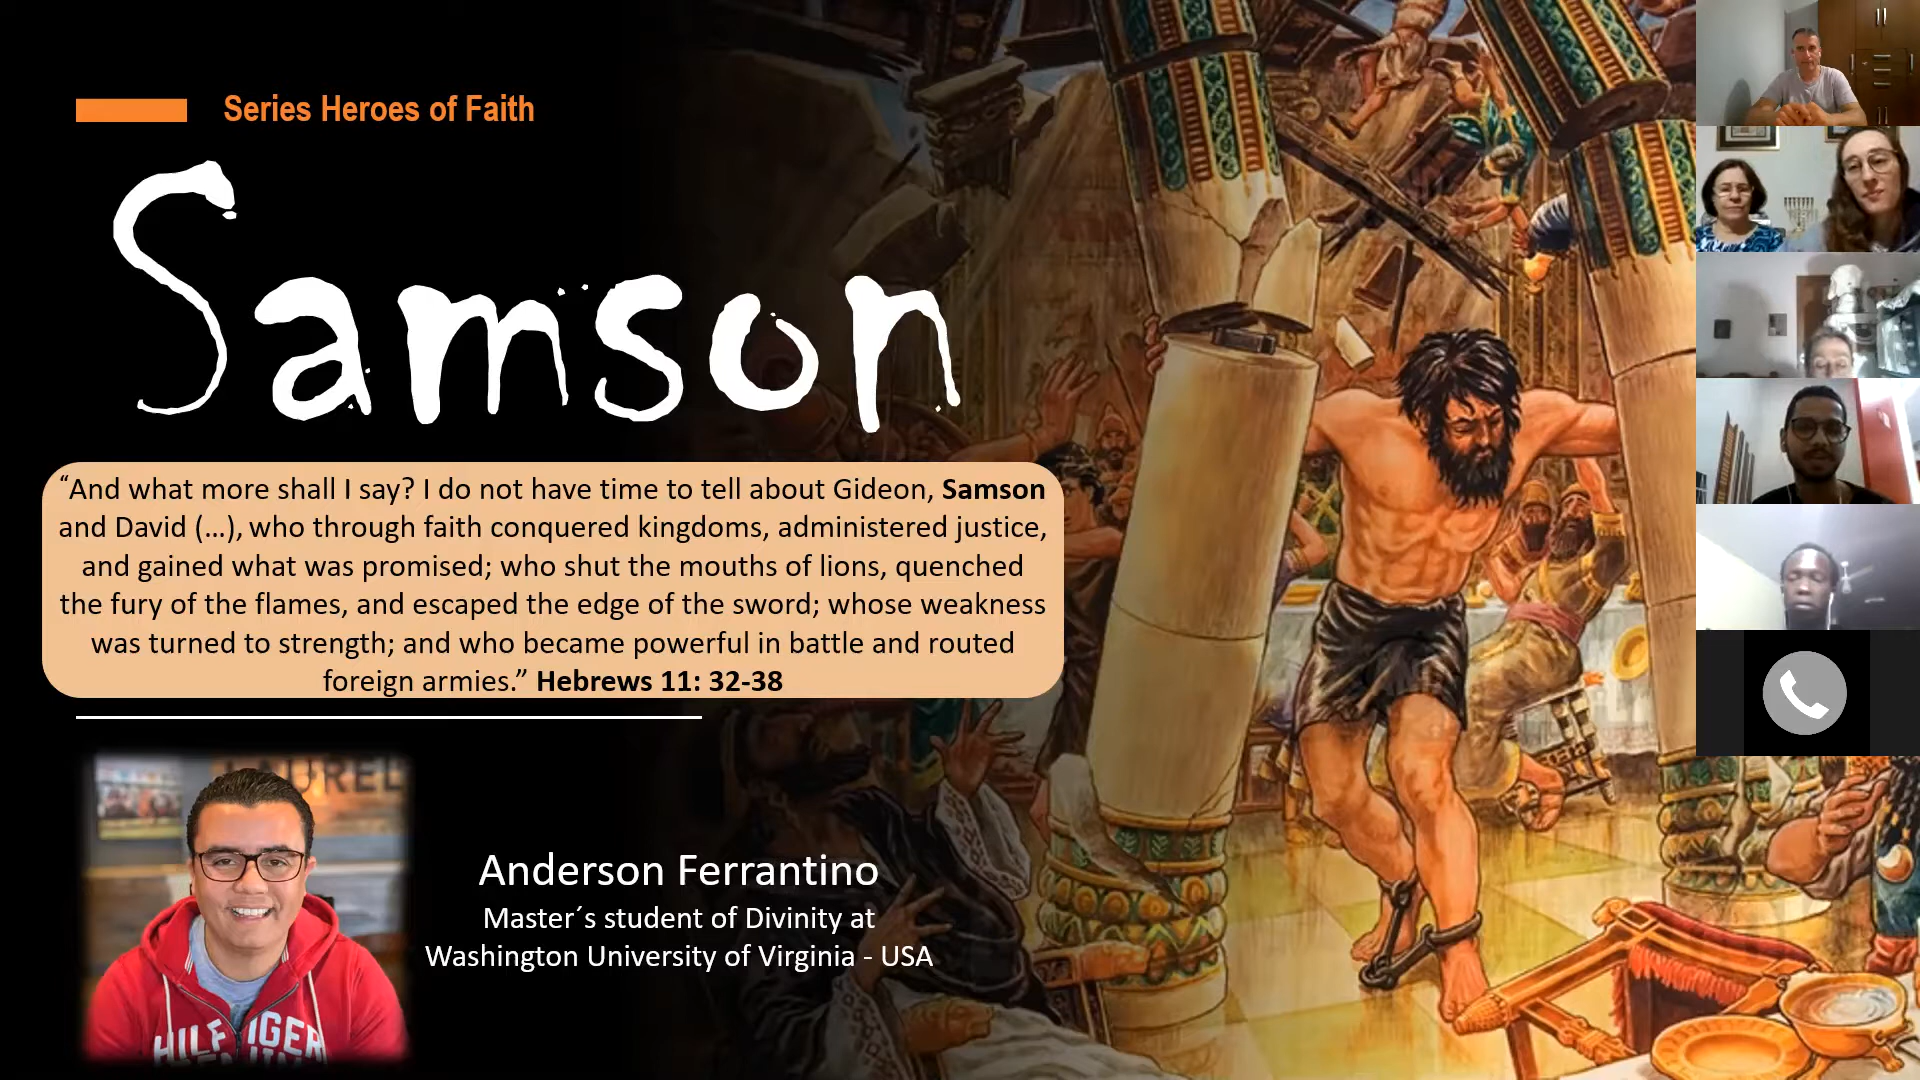 Series Heroes of Faith
Samson
“And what more shall I say? I do not have time to tell about Gideon, Samson
and David (...), who through faith conquered kingdoms, administered justice,
and gained what was promised; who shut the mouths of lions, quenched
the fury of the flames, and escaped the edge of the sword; whose weakness
was turned to strength; and who became powerful in battle and routed
foreign armies.” Hebrews 11: 32-38
Anderson Ferrantino
Master´s student of Divinity at
Washington University of Virginia - USA